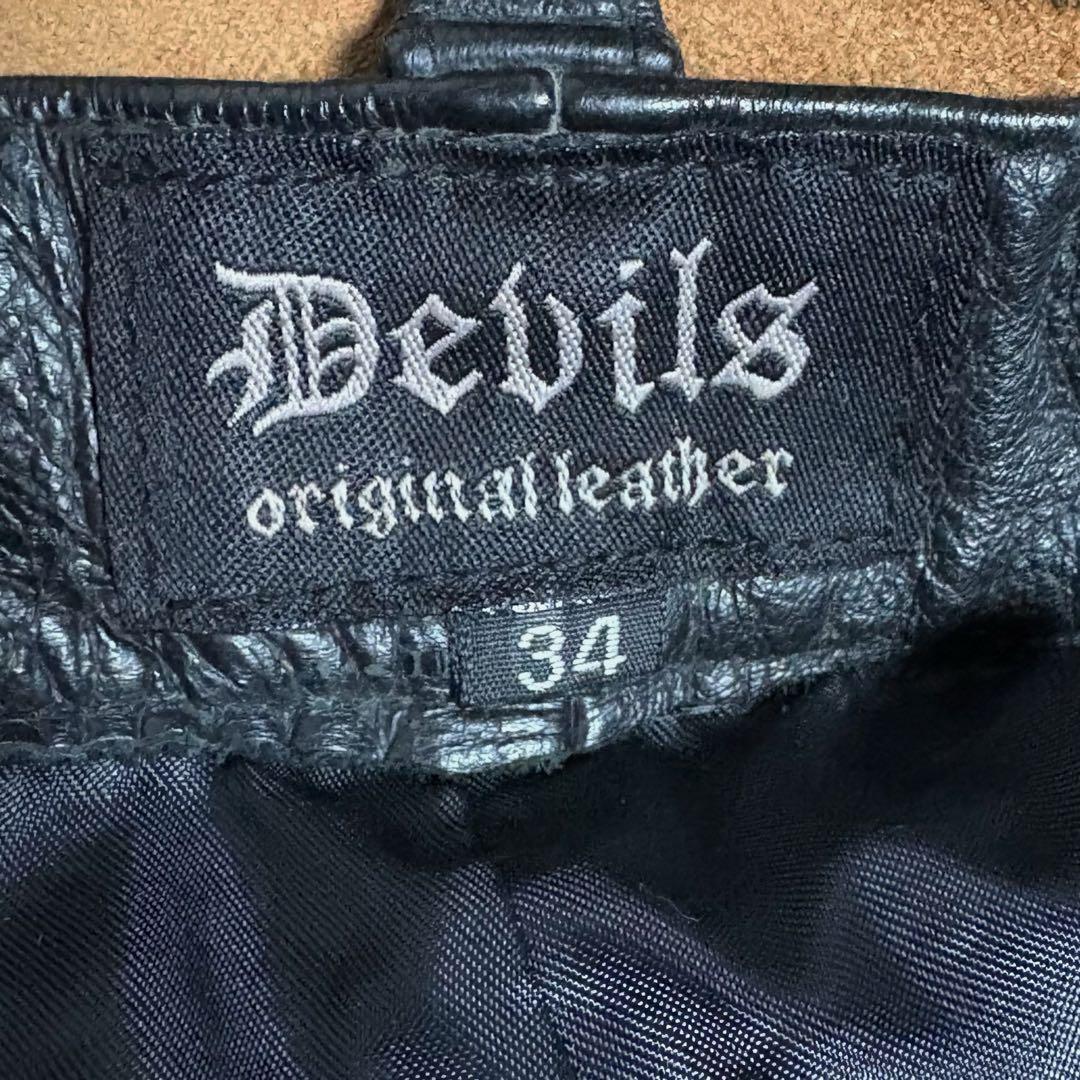 Devils
original leather
34